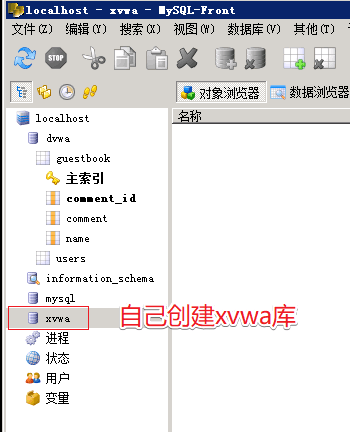 localhost - xvwa - MySQL-Front
文件(Z) 编辑(Y) 搜索(X) 视图(W) 数据库(V) 其他(T)
STOP
对象浏览器 数据浏览器
名称
localhost
dvwa
guestbook
主索引
comment_id
comment
name
users
information_schema
mysql
xvwa 自己创建xvwa库
进程
状态
用户
变量